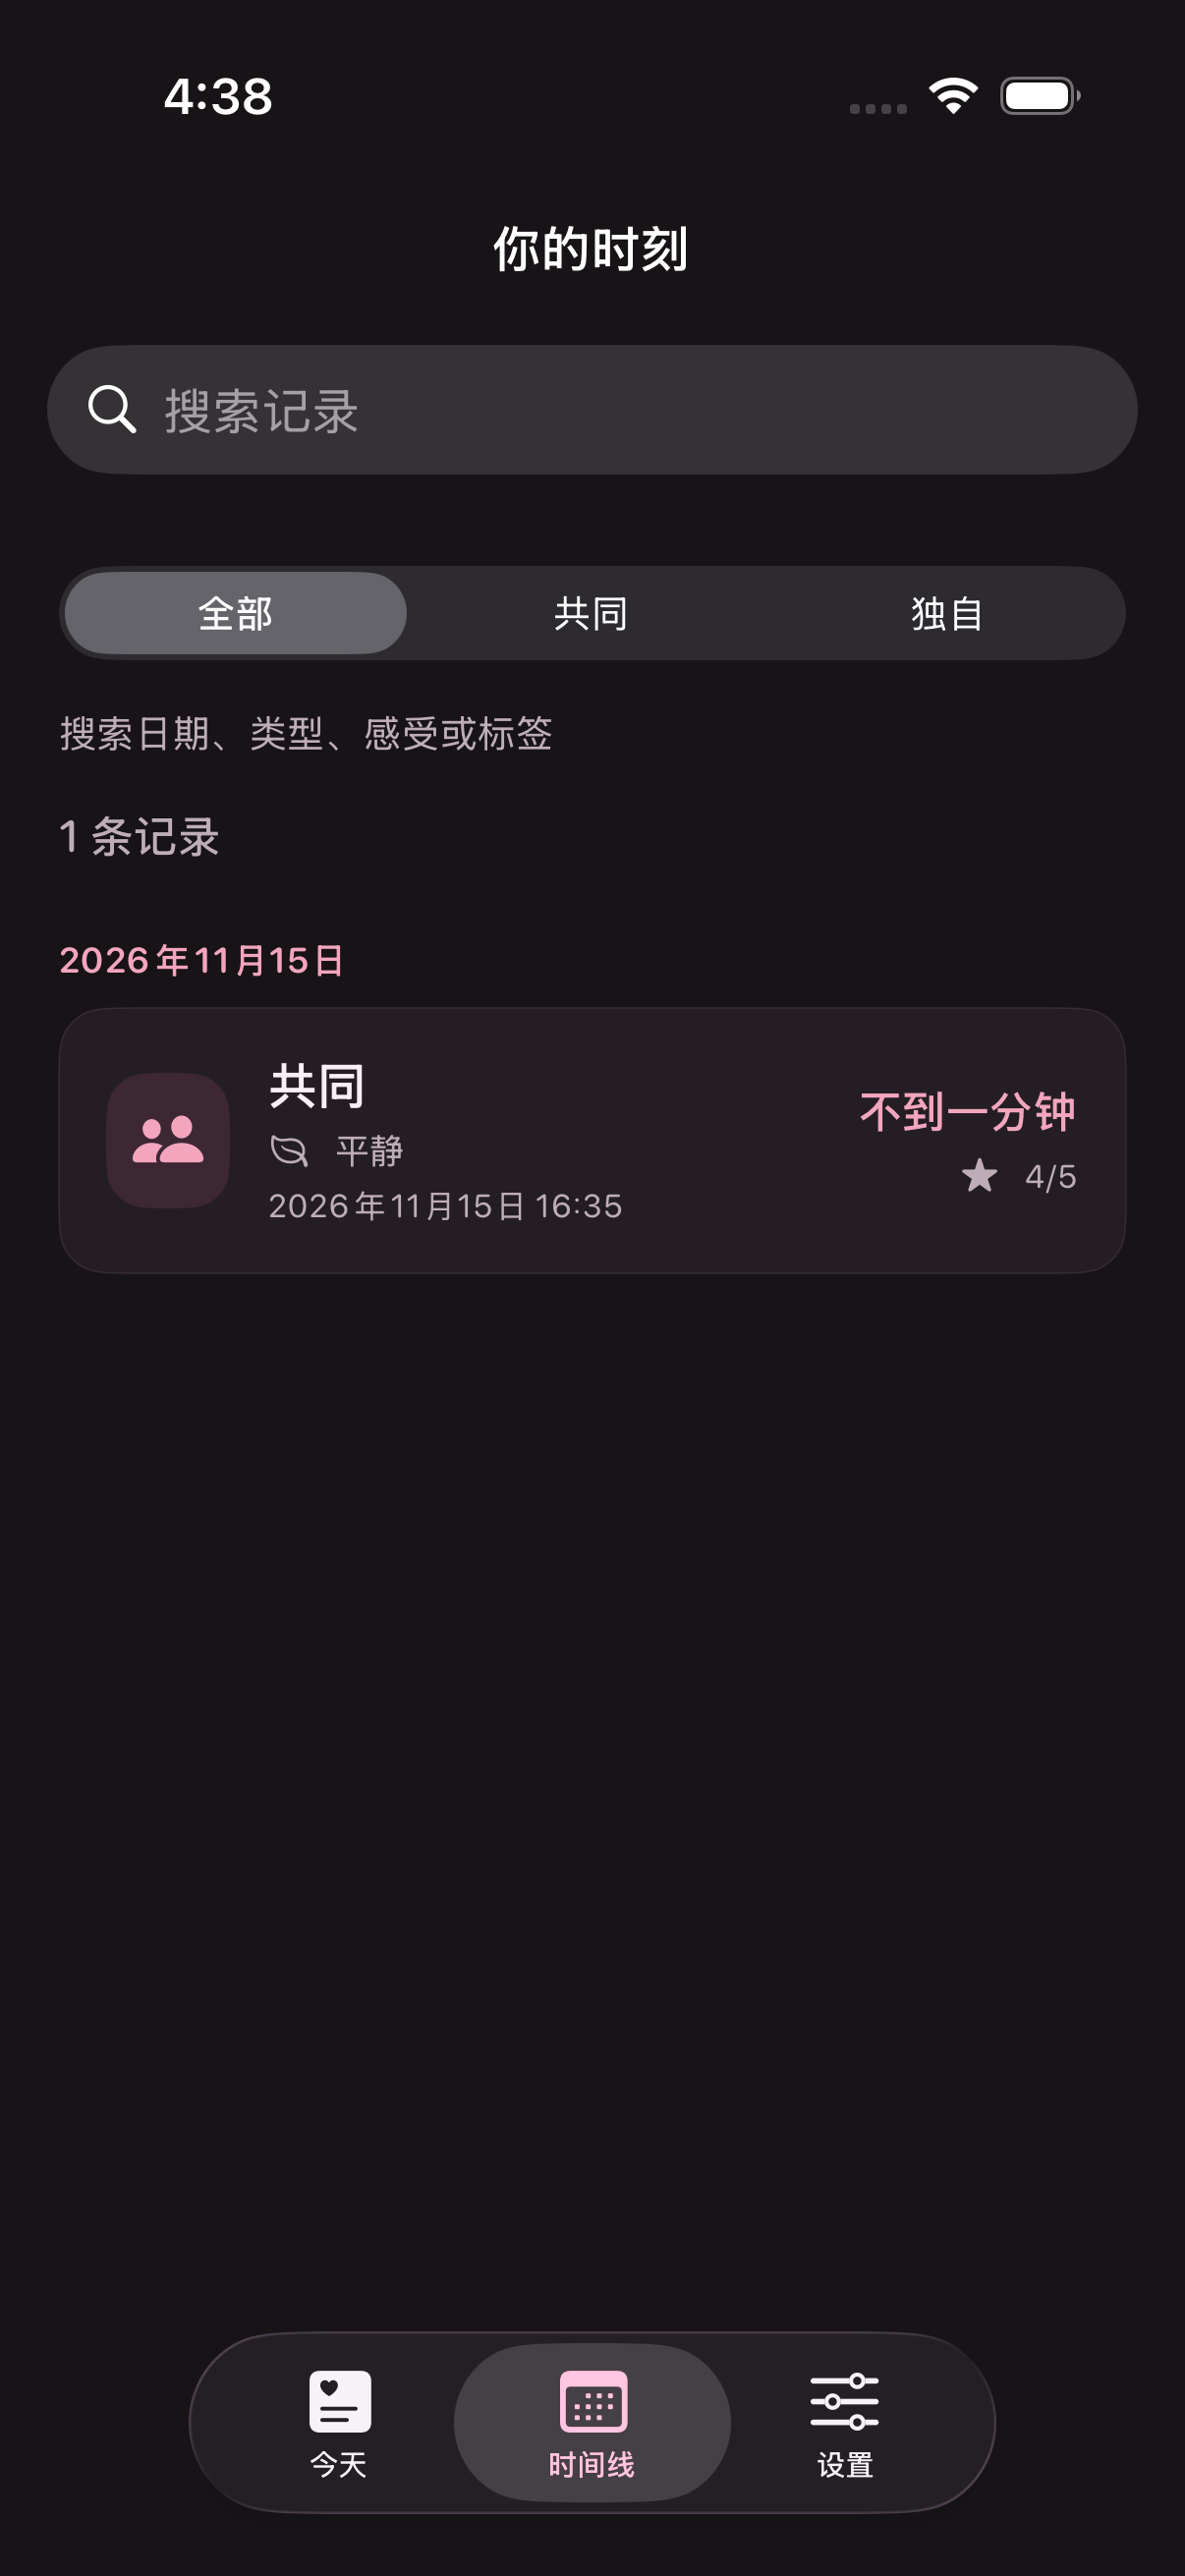 4:38
你的时刻
搜索记录
全部
共同
独自
搜索日期、类型、感受或标签
1 条记录
2026年11月15日
共同
不到一分钟
平静
4/5
2026年11月15日 16:35
今天
时间线
设置